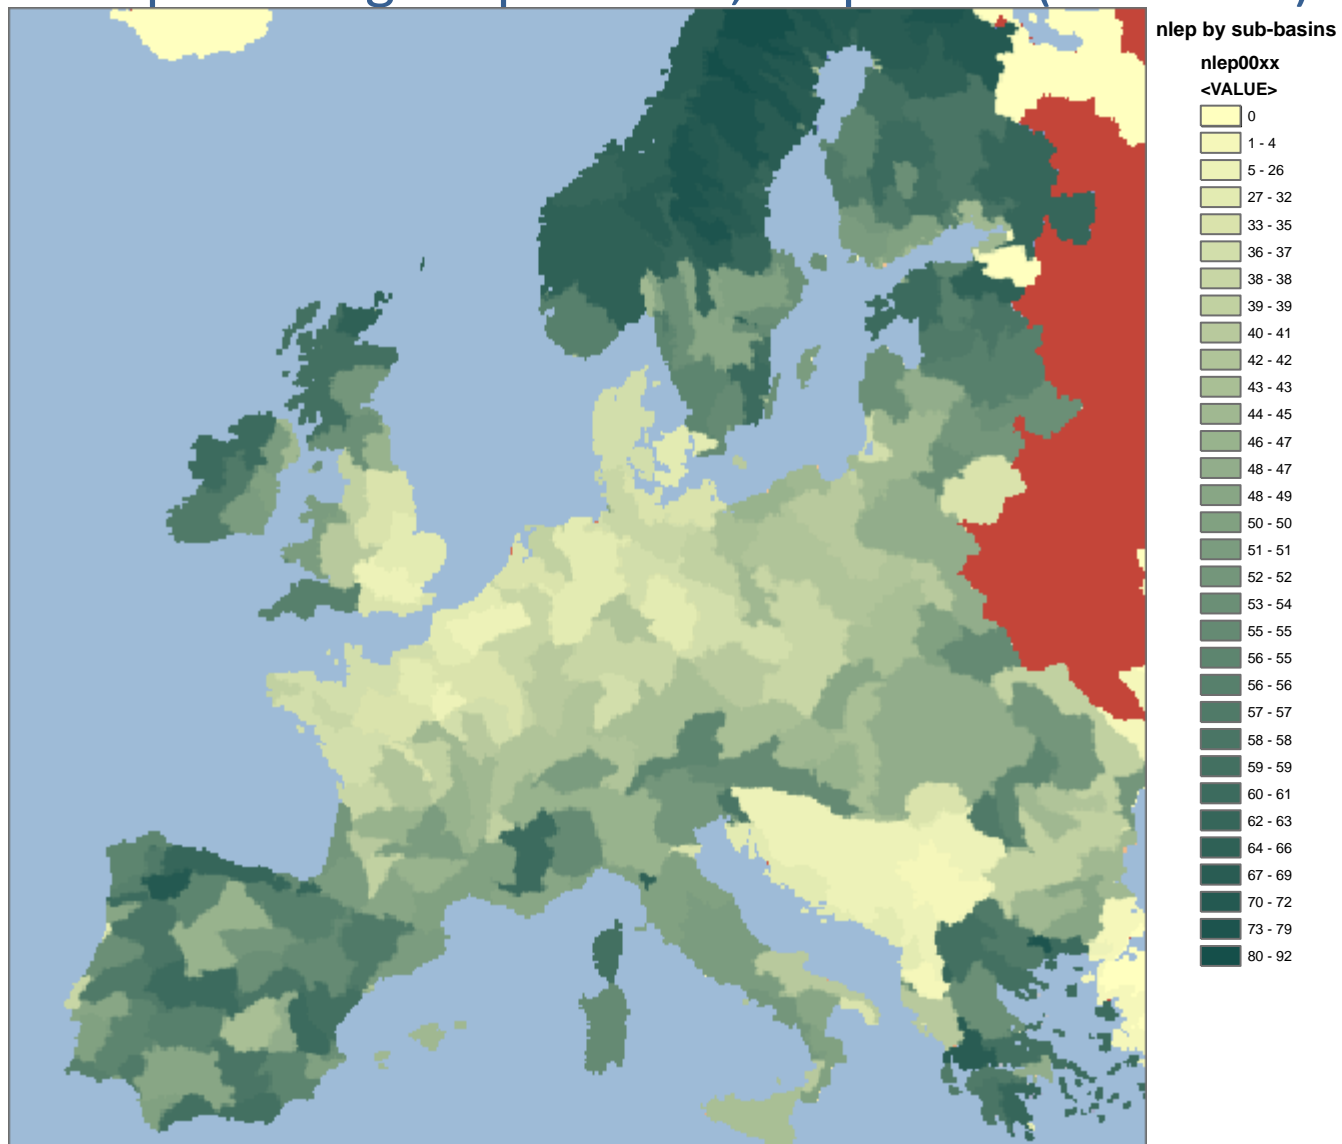 nlep by sub-basins
nlep00xx
<VALUE>
0
1 - 4
5 - 26
27 - 32
33 - 35
36 - 37
38 - 38
39 - 39
40 - 41
42 - 42
43 - 43
44 - 45
46 - 47
48 - 47
48 - 49
50 - 50
51 - 51
52 - 52
53 - 54
55 - 55
56 - 55
56 - 56
57 - 57
58 - 58
59 - 59
60 - 61
62 - 63
64 - 66
67 - 69
70 - 72
73 - 79
80 - 92